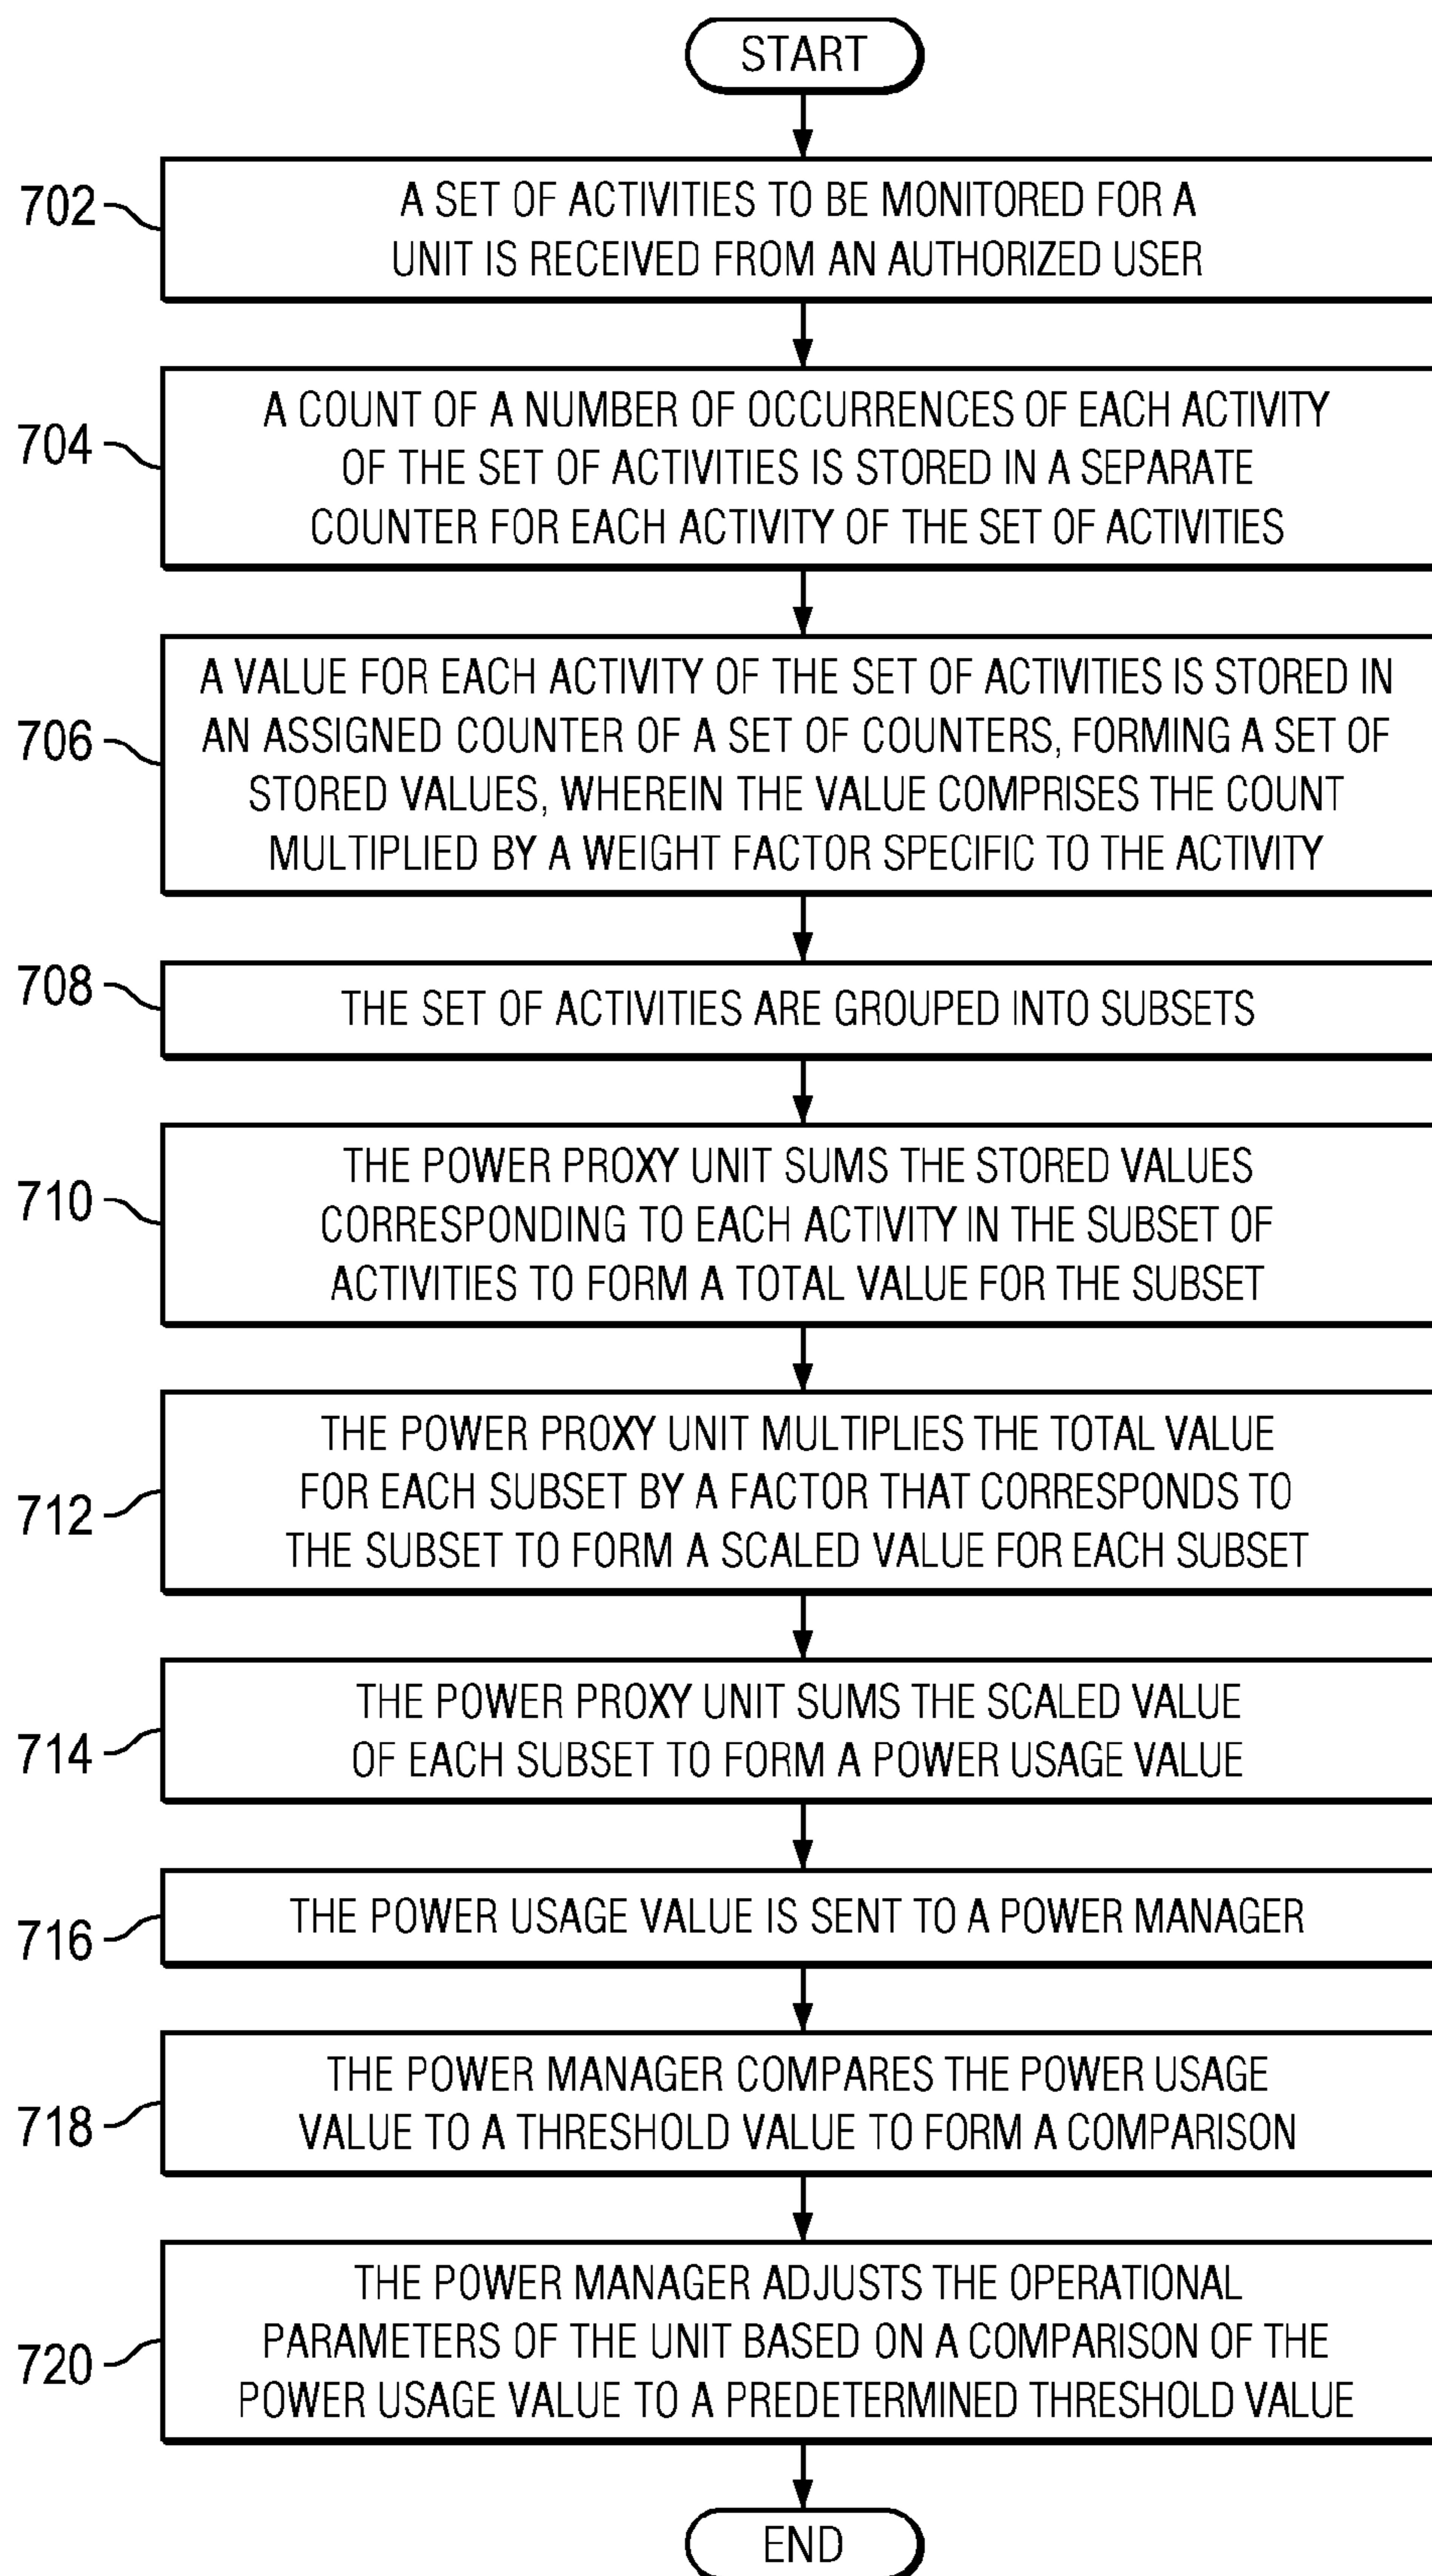 START
702
A SET OF ACTIVITIES TO BE MONITORED FOR A
UNIT IS RECEIVED FROM AN AUTHORIZED USER
704
A COUNT OF A NUMBER OF OCCURRENCES OF EACH ACTIVITY
OF THE SET OF ACTIVITIES IS STORED IN A SEPARATE
COUNTER FOR EACH ACTIVITY OF THE SET OF ACTIVITIES
706
A VALUE FOR EACH ACTIVITY OF THE SET OF ACTIVITIES IS STORED IN
AN ASSIGNED COUNTER OF A SET OF COUNTERS, FORMING A SET OF
STORED VALUES, WHEREIN THE VALUE COMPRISES THE COUNT
MULTIPLIED BY A WEIGHT FACTOR SPECIFIC TO THE ACTIVITY
708
THE SET OF ACTIVITIES ARE GROUPED INTO SUBSETS
710
THE POWER PROXY UNIT SUMS THE STORED VALUES
CORRESPONDING TO EACH ACTIVITY IN THE SUBSET OF
ACTIVITIES TO FORM A TOTAL VALUE FOR THE SUBSET
712
THE POWER PROXY UNIT MULTIPLIES THE TOTAL VALUE
FOR EACH SUBSET BY A FACTOR THAT CORRESPONDS TO
THE SUBSET TO FORM A SCALED VALUE FOR EACH SUBSET
714
THE POWER PROXY UNIT SUMS THE SCALED VALUE
OF EACH SUBSET TO FORM A POWER USAGE VALUE
716
THE POWER USAGE VALUE IS SENT TO A POWER MANAGER
718
THE POWER MANAGER COMPARES THE POWER USAGE
VALUE TO A THRESHOLD VALUE TO FORM A COMPARISON
720
THE POWER MANAGER ADJUSTS THE OPERATIONAL
PARAMETERS OF THE UNIT BASED ON A COMPARISON OF THE
POWER USAGE VALUE TO A PREDETERMINED THRESHOLD VALUE
END